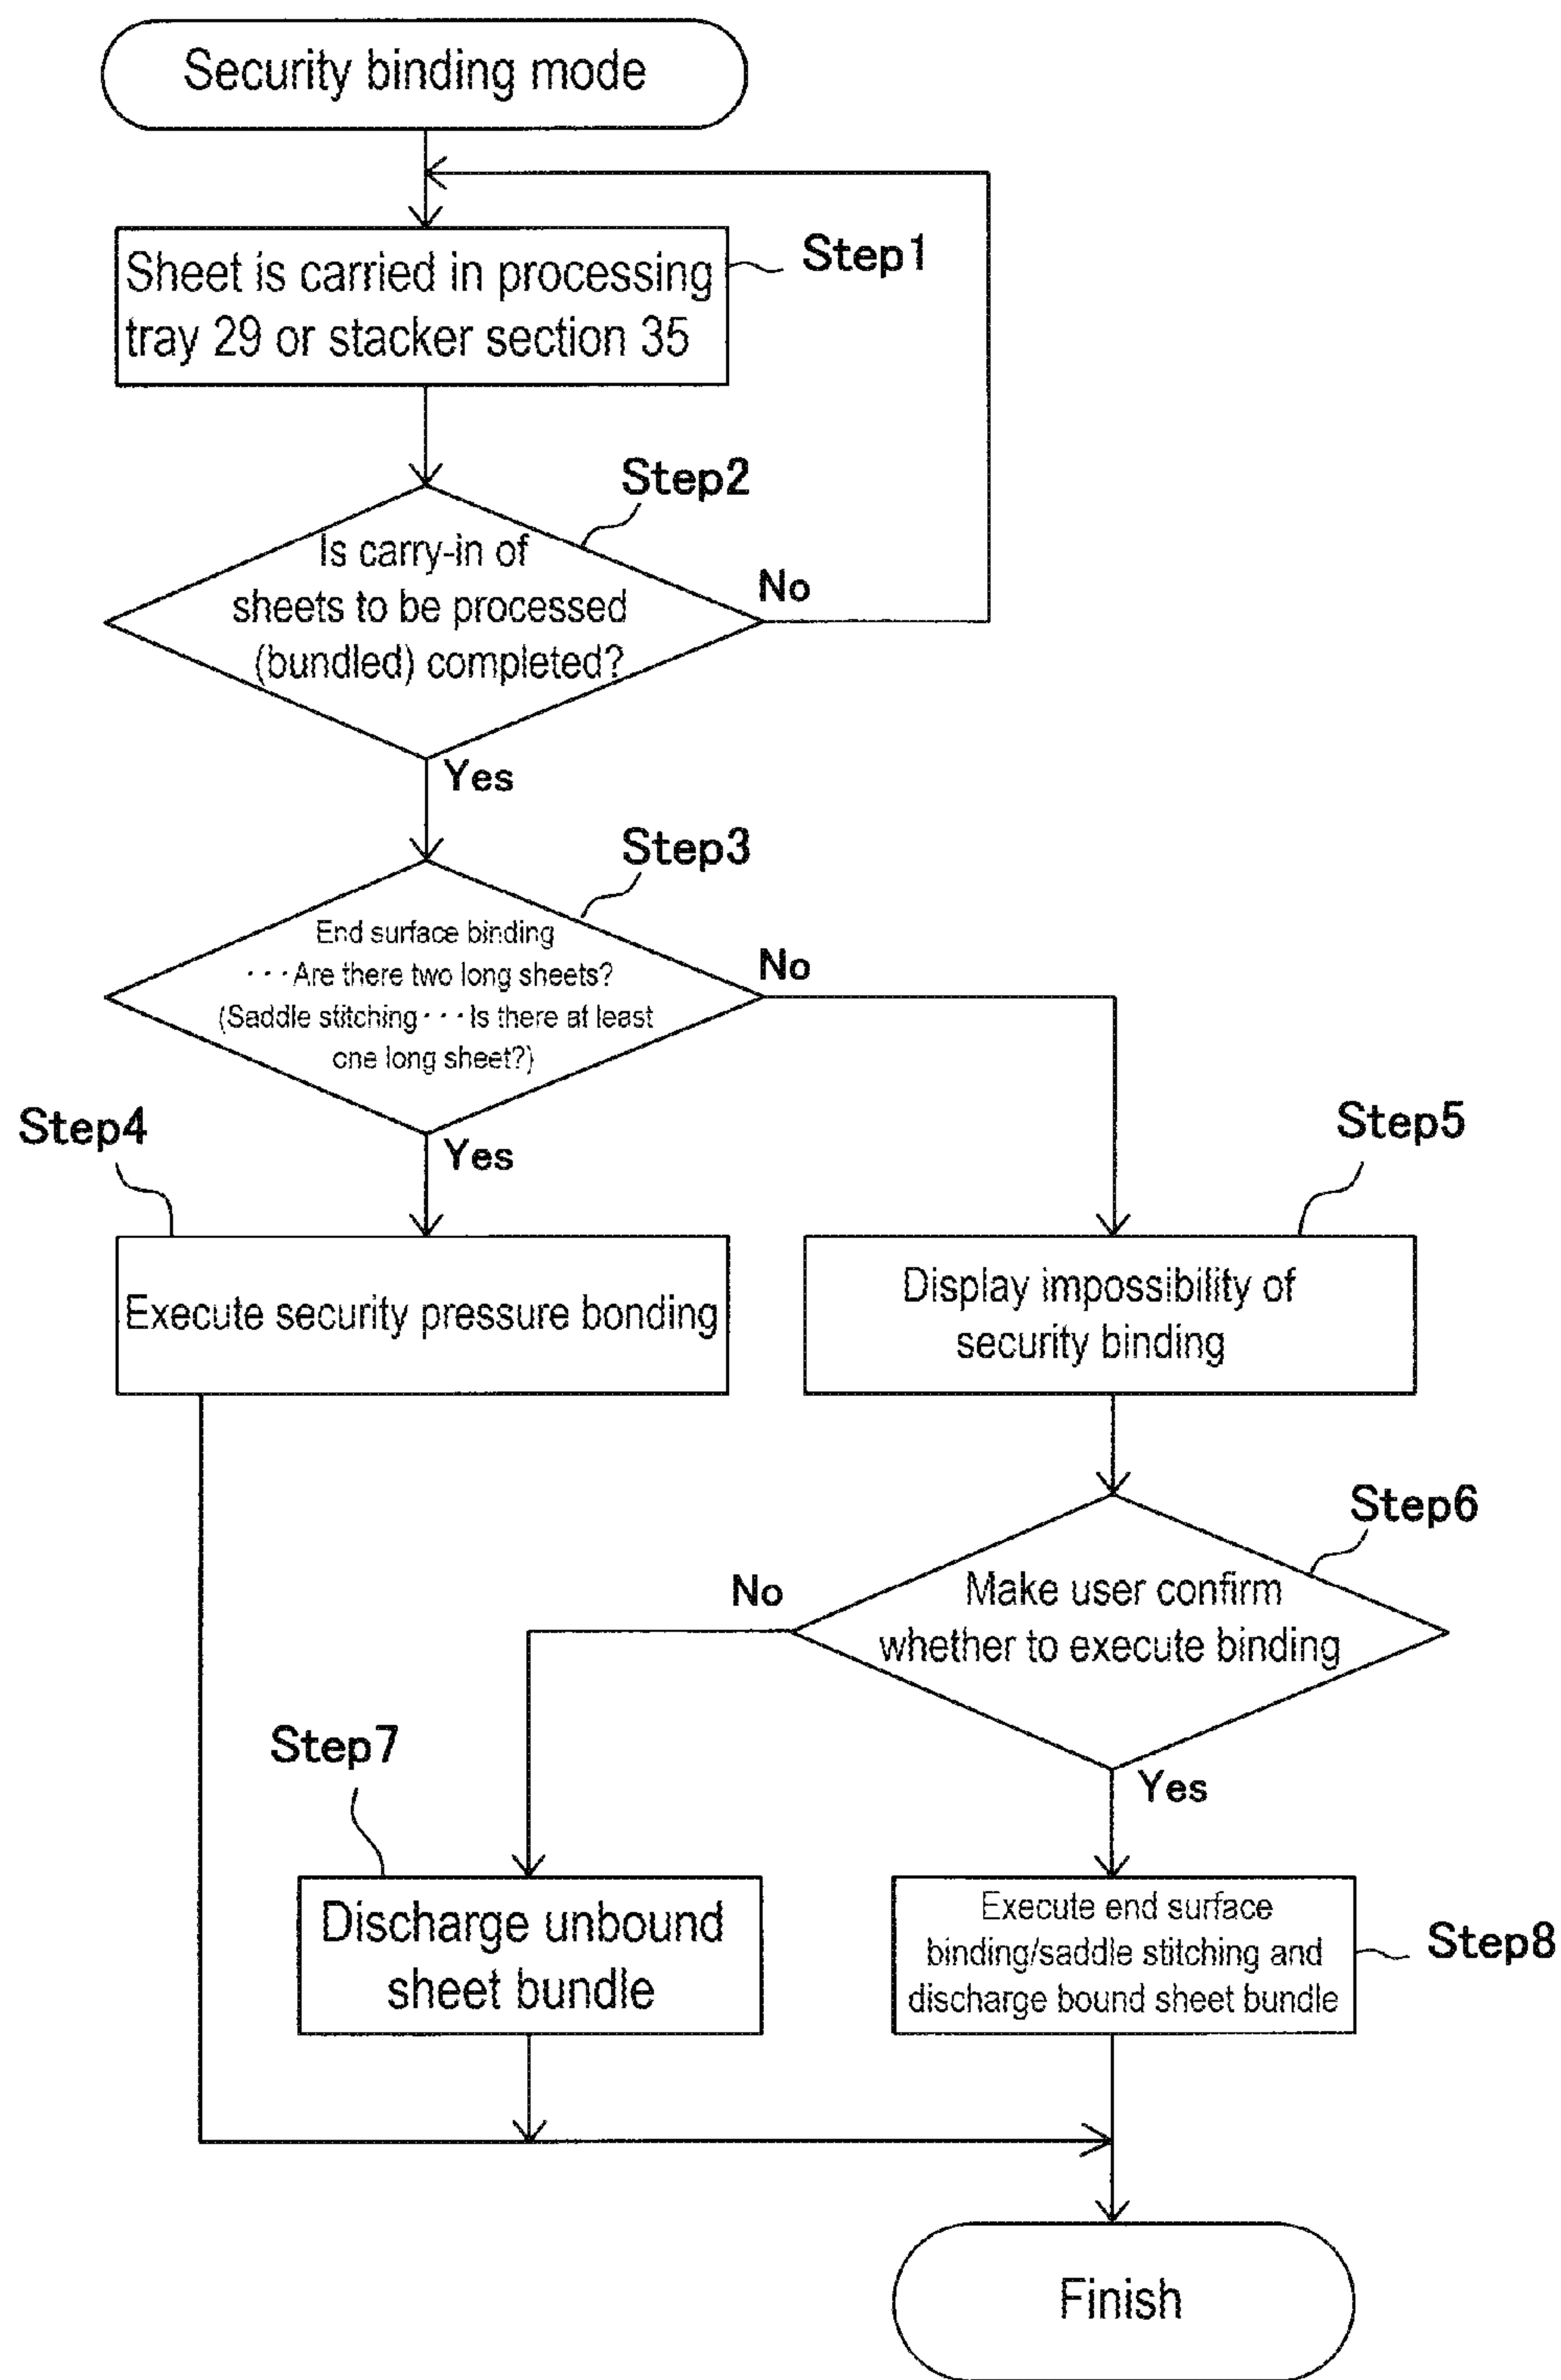 Security binding mode
Sheet is carried in processing
tray 29 or stacker section 35
Step1
Step2
Is carry-in of
sheets to be processed
(bundled) completed?
No
Yes
Step3
End surface binding
･･･Are there two long sheets?
(Saddle stitching･･･Is there at least
one long sheet?)
No
Yes
Step4
Execute security pressure bonding
Step5
Display impossibility of
security binding
Step6
Make user confirm
whether to execute binding
No
Yes
Step7
Discharge unbound
sheet bundle
Execute end surface
binding/saddle stitching and
discharge bound sheet bundle
Step8
Finish